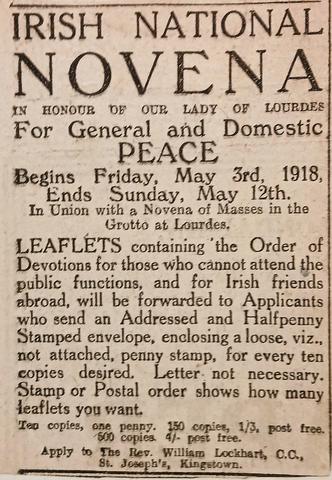 IRISH NATIONAL
NOVENA
IN HONOUR OF OUR LADY OF LOURDES
For General and Domestic
PEACE
Begins Friday, May 3rd, 1918,
Ends Sunday, May 12th.
In Union with a Novena of Masses in the
Grotto at Lourdes.
LEAFLETS containing the Order of
Devotions for those who cannot attend the
public functions, and for Irish friends
abroad, will be forwarded to Applicants
who send an Addressed and Halfpenny
Stamped envelope, enclosing a loose, viz.,
not attached, penny stamp, for every ten
copies desired. Letter not necessary.
Stamp or Postal order shows how many
leaflets you want.
Ten copies, one penny. 150 copies, 1/3, post free.
500 copies. 4/- post free.
Apply to The Rev. William Lockhart, C.C.,
St. Joseph's, Kingstown.